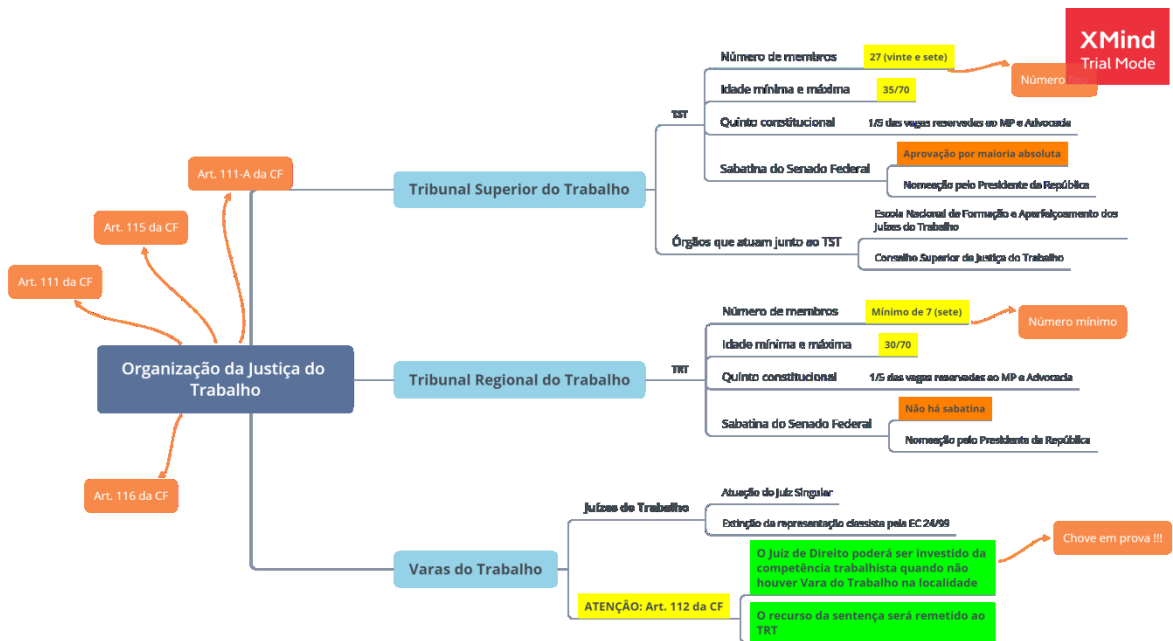 XMind
Trial Mode
Número de membros
27 (vinte e sete)
Número
Idade mínima e máxima
35/70
TST
Quinto constitucional
1/5 das vagas reservadas ao MP e Advocacia
Sabatina do Senado Federal
Aprovação por maioria absoluta
Nomeação pelo Presidente da República
Tribunal Superior do Trabalho
Órgãos que atuam junto ao TST
Escola Nacional de Formação e Aperfeiçoamento dos
Juízes do Trabalho
Conselho Superior da Justiça do Trabalho
Art. 111-A da CF
Art. 115 da CF
Art. 111 da CF
Organização da Justiça do
Trabalho
Art. 116 da CF
Tribunal Regional do Trabalho
TRT
Número de membros
Mínimo de 7 (sete)
Número mínimo
Idade mínima e máxima
30/70
Quinto constitucional
1/5 das vagas reservadas ao MP e Advocacia
Sabatina do Senado Federal
Não há sabatina
Nomeação pelo Presidente da República
Varas do Trabalho
Juízes do Trabalho
Atuação do Juiz Singular
Extinção da representação classista pela EC 24/99
ATENÇÃO: Art. 112 da CF
O Juiz de Direito poderá ser investido da
competência trabalhista quando não
houver Vara do Trabalho na localidade
Chove em prova !!!
O recurso da sentença será remetido ao
TRT